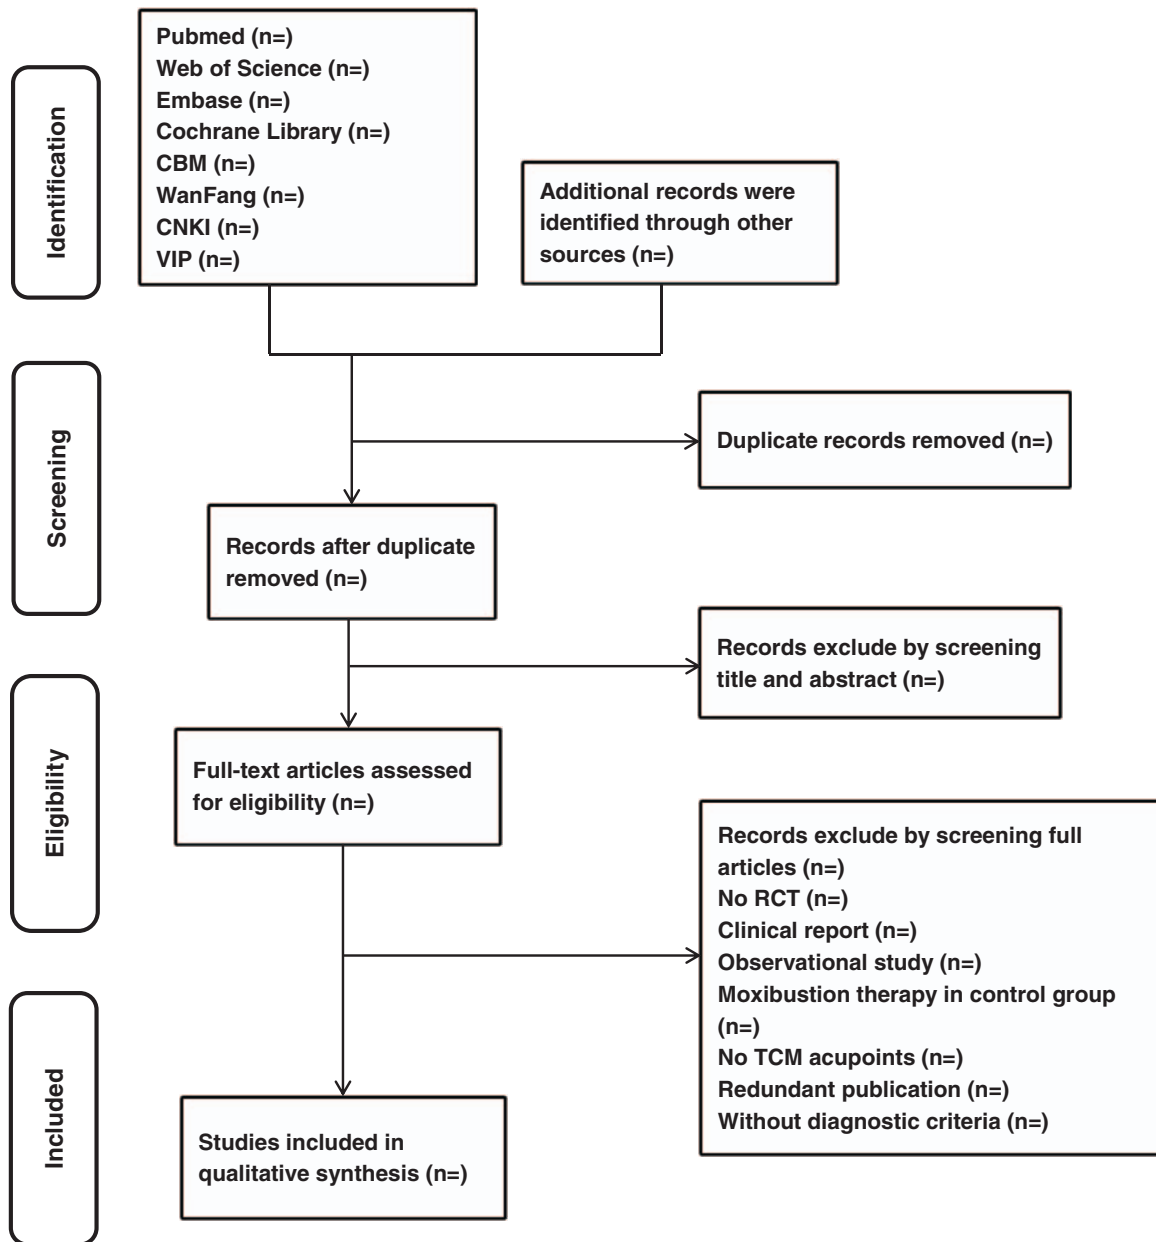 Identification
Pubmed (n=)
Web of Science (n=)
Embase (n=)
Cochrane Library (n=)
CBM (n=)
WanFang (n=)
CNKI (n=)
VIP (n=)
Additional records were
identified through other
sources (n=)
Screening
Duplicate records removed (n=)
Records after duplicate
removed (n=)
Records exclude by screening
title and abstract (n=)
Eligibility
Full-text articles assessed
for eligibility (n=)
Records exclude by screening full
articles (n=)
No RCT (n=)
Clinical report (n=)
Observational study (n=)
Moxibustion therapy in control group
(n=)
No TCM acupoints (n=)
Redundant publication (n=)
Without diagnostic criteria (n=)
Included
Studies included in
qualitative synthesis (n=)